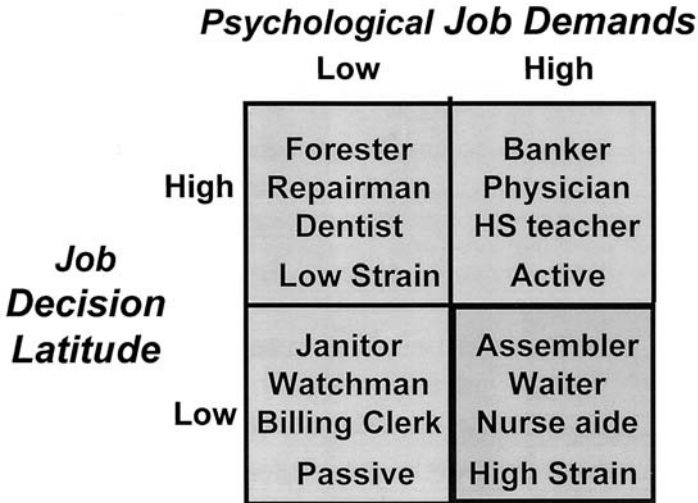 Psychological Job Demands
Low High
High
Forester
Repairman
Dentist
Low Strain
Banker
Physician
HS teacher
Active
Job
Decision
Latitude
Low
Janitor
Watchman
Billing Clerk
Passive
Assembler
Waiter
Nurse aide
High Strain